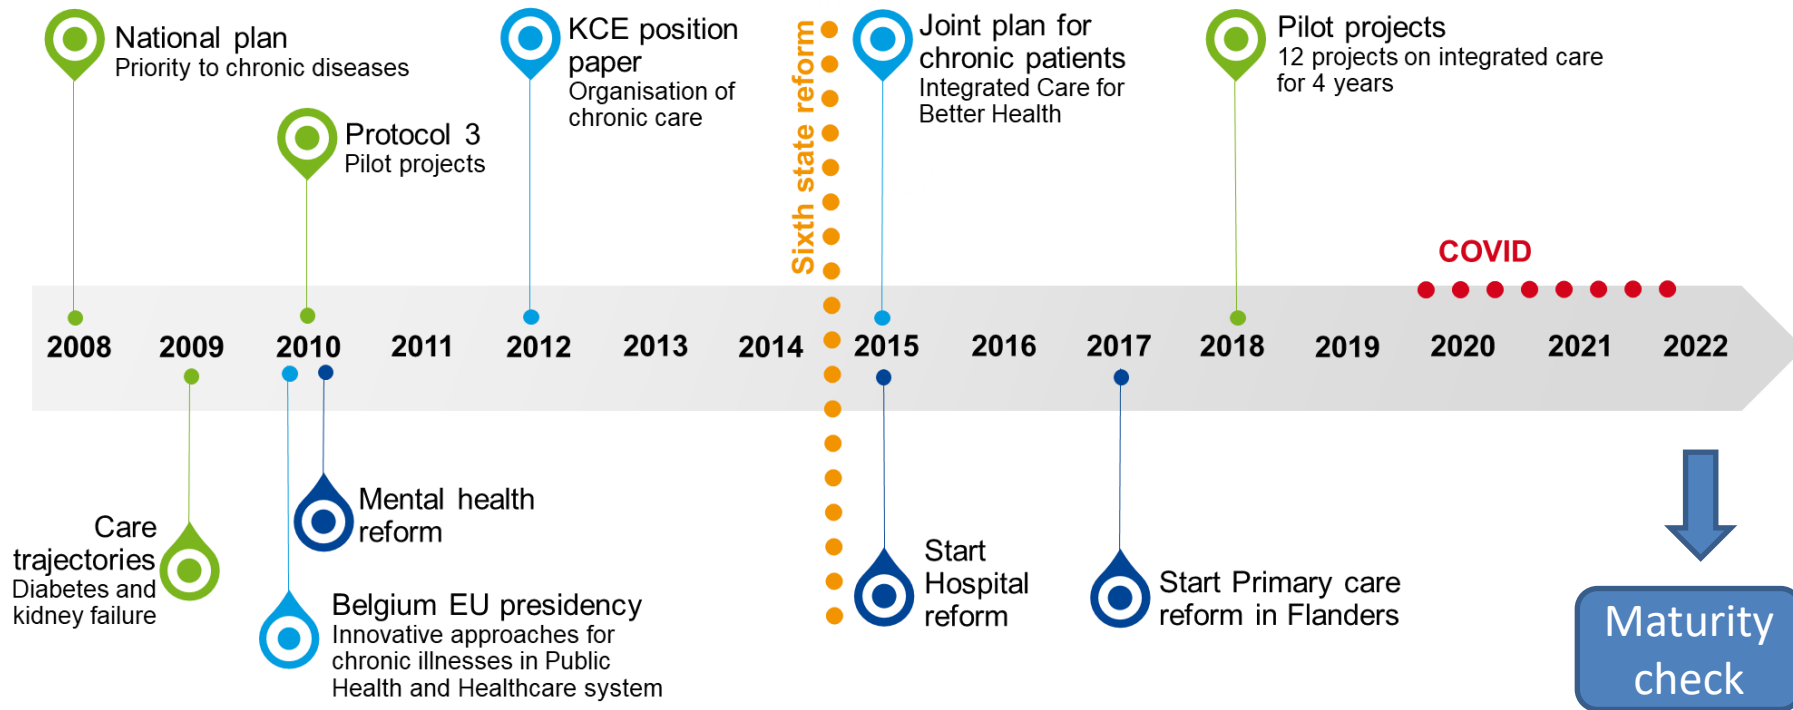 National plan
Priority to chronic diseases
Protocol 3
Pilot projects
KCE position
paper
Organisation of
chronic care
Sixth state reform
Joint plan for
chronic patients
Integrated Care for
Better Health
Pilot projects
12 projects on integrated care
for 4 years
COVID
2008 2009 2010 2011 2012 2013 2014 2015 2016 2017 2018 2019 2020 2021 2022
Care
trajectories
Diabetes and
kidney failure
Mental health
reform
Belgium EU presidency
Innovative approaches for
chronic illnesses in Public
Health and Healthcare system
Start
Hospital
reform
Start Primary care
reform in Flanders
Maturity
check